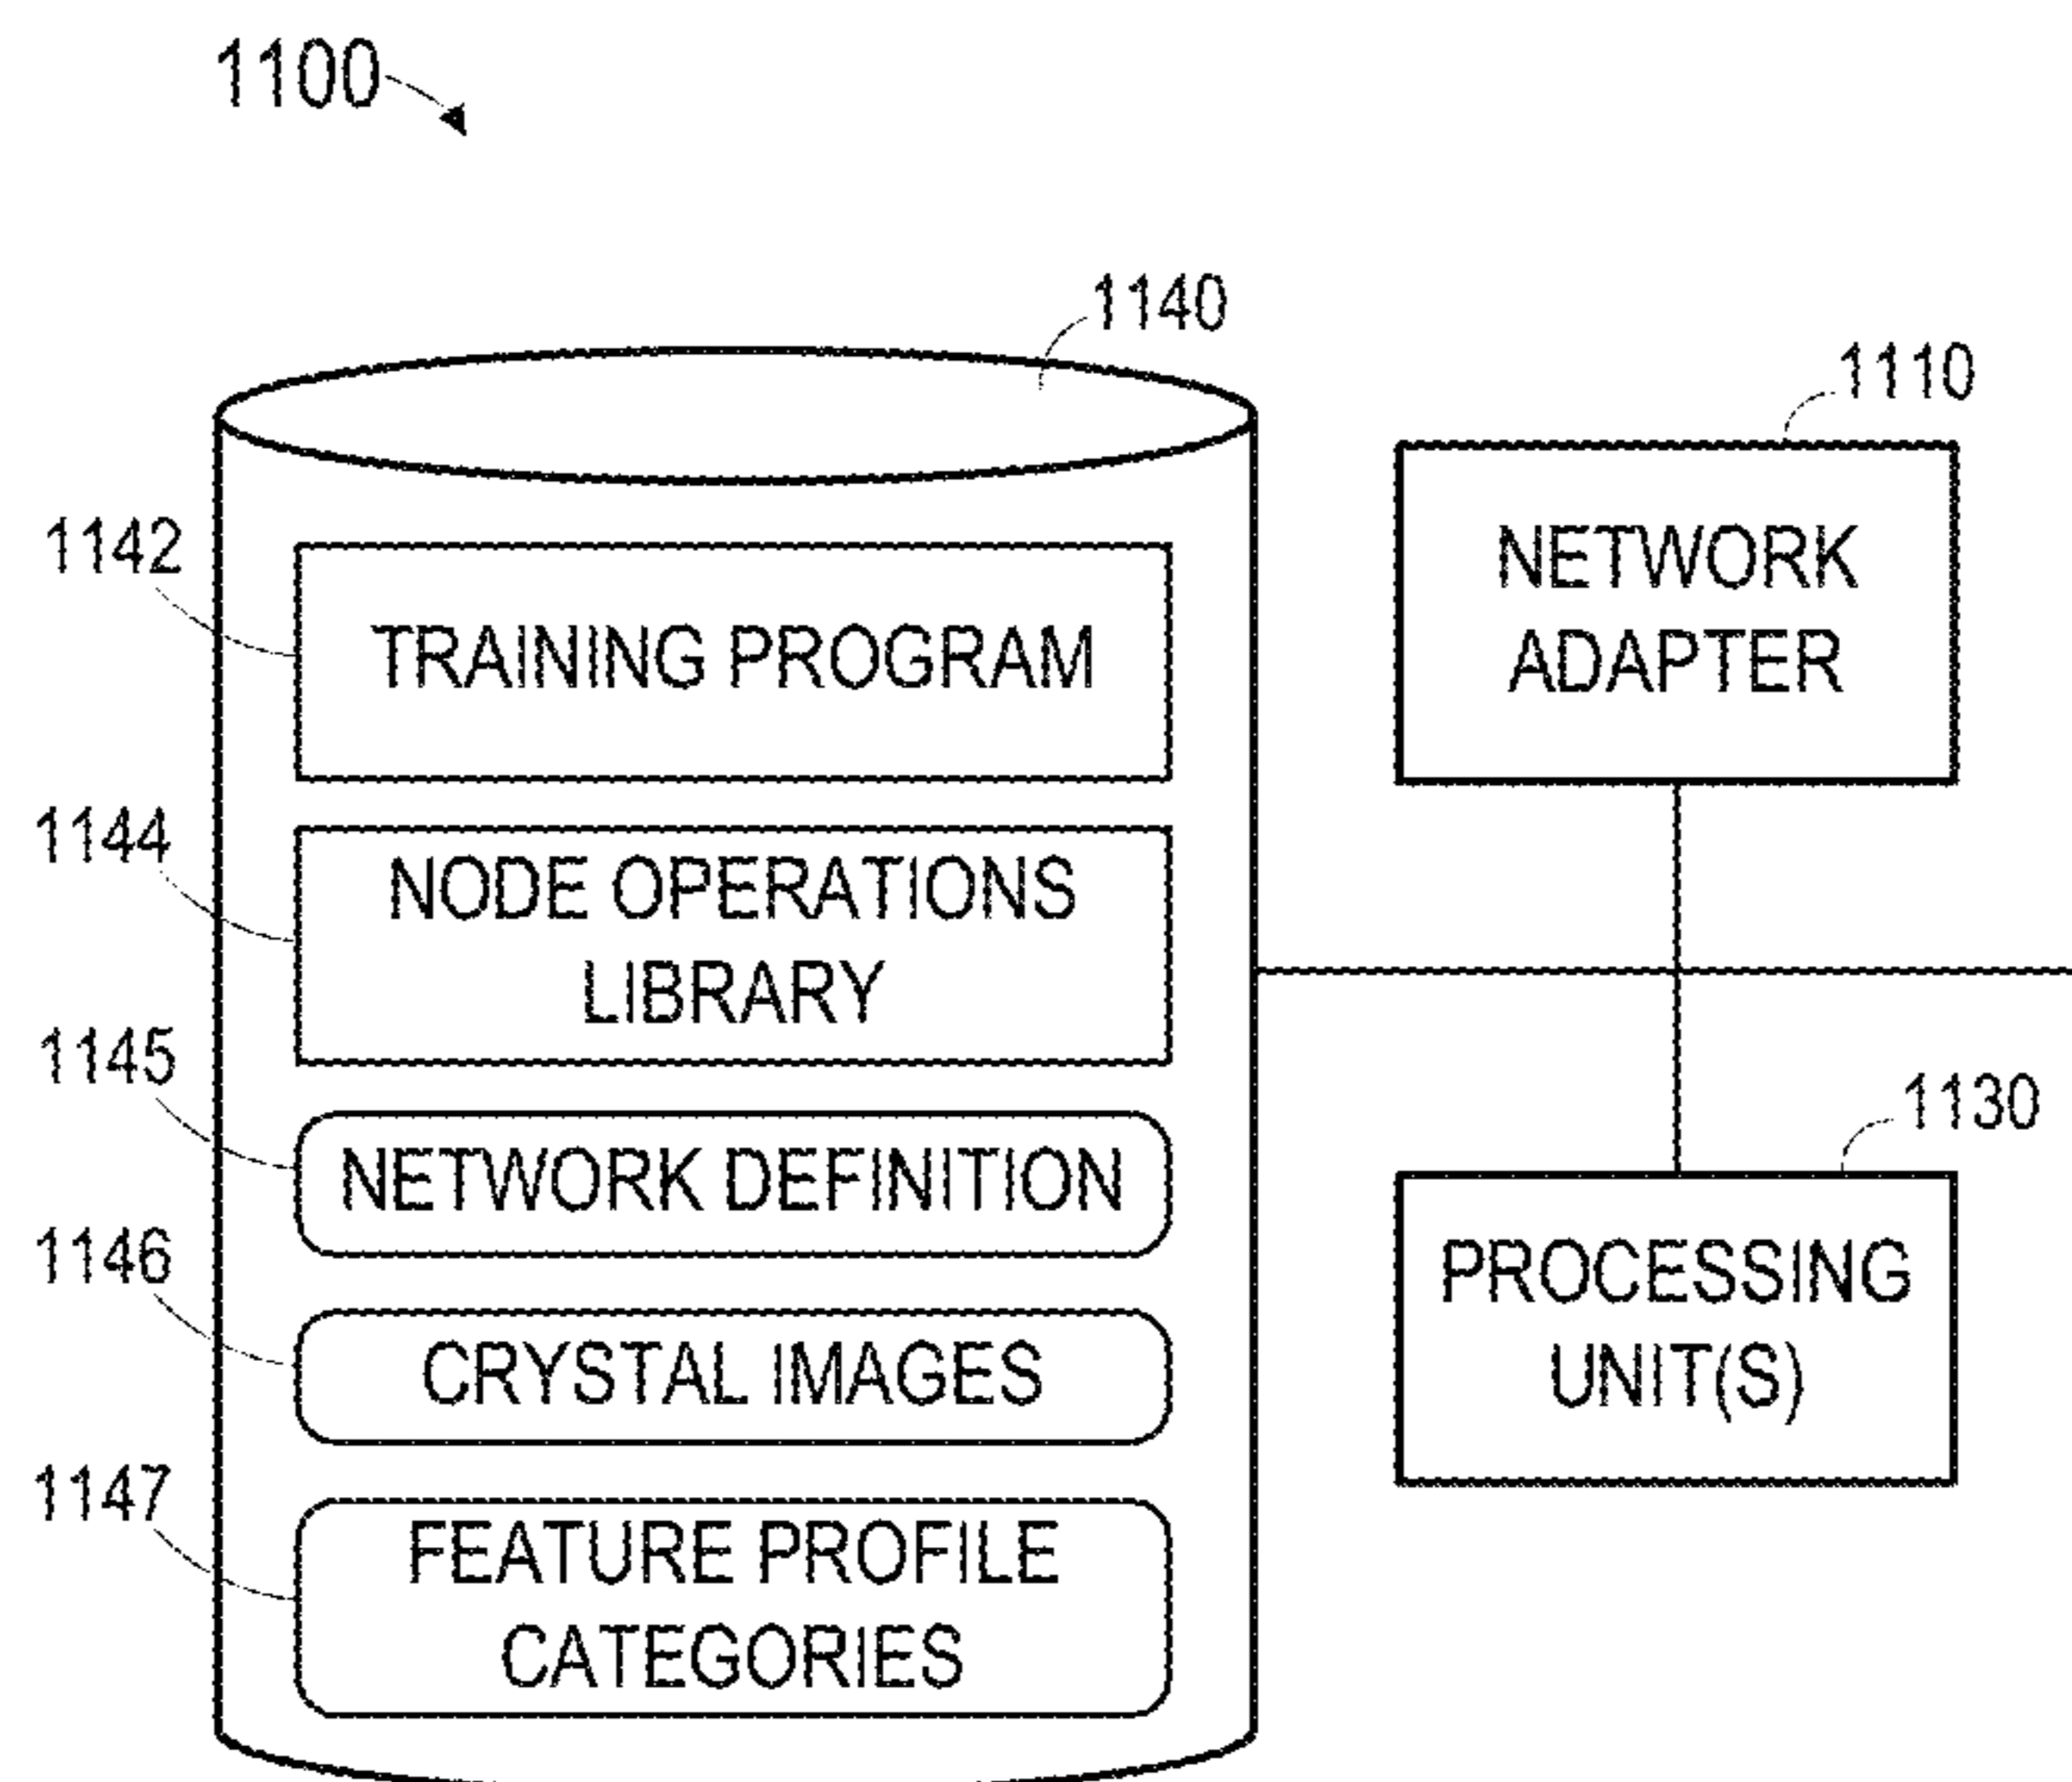 1100
1140
1110
1142
TRAINING PROGRAM
NETWORK
ADAPTER
1144
NODE OPERATIONS
LIBRARY
1145
NETWORK DEFINITION
1130
1146
CRYSTAL IMAGES
PROCESSING
UNIT(S)
1147
FEATURE PROFILE
CATEGORIES